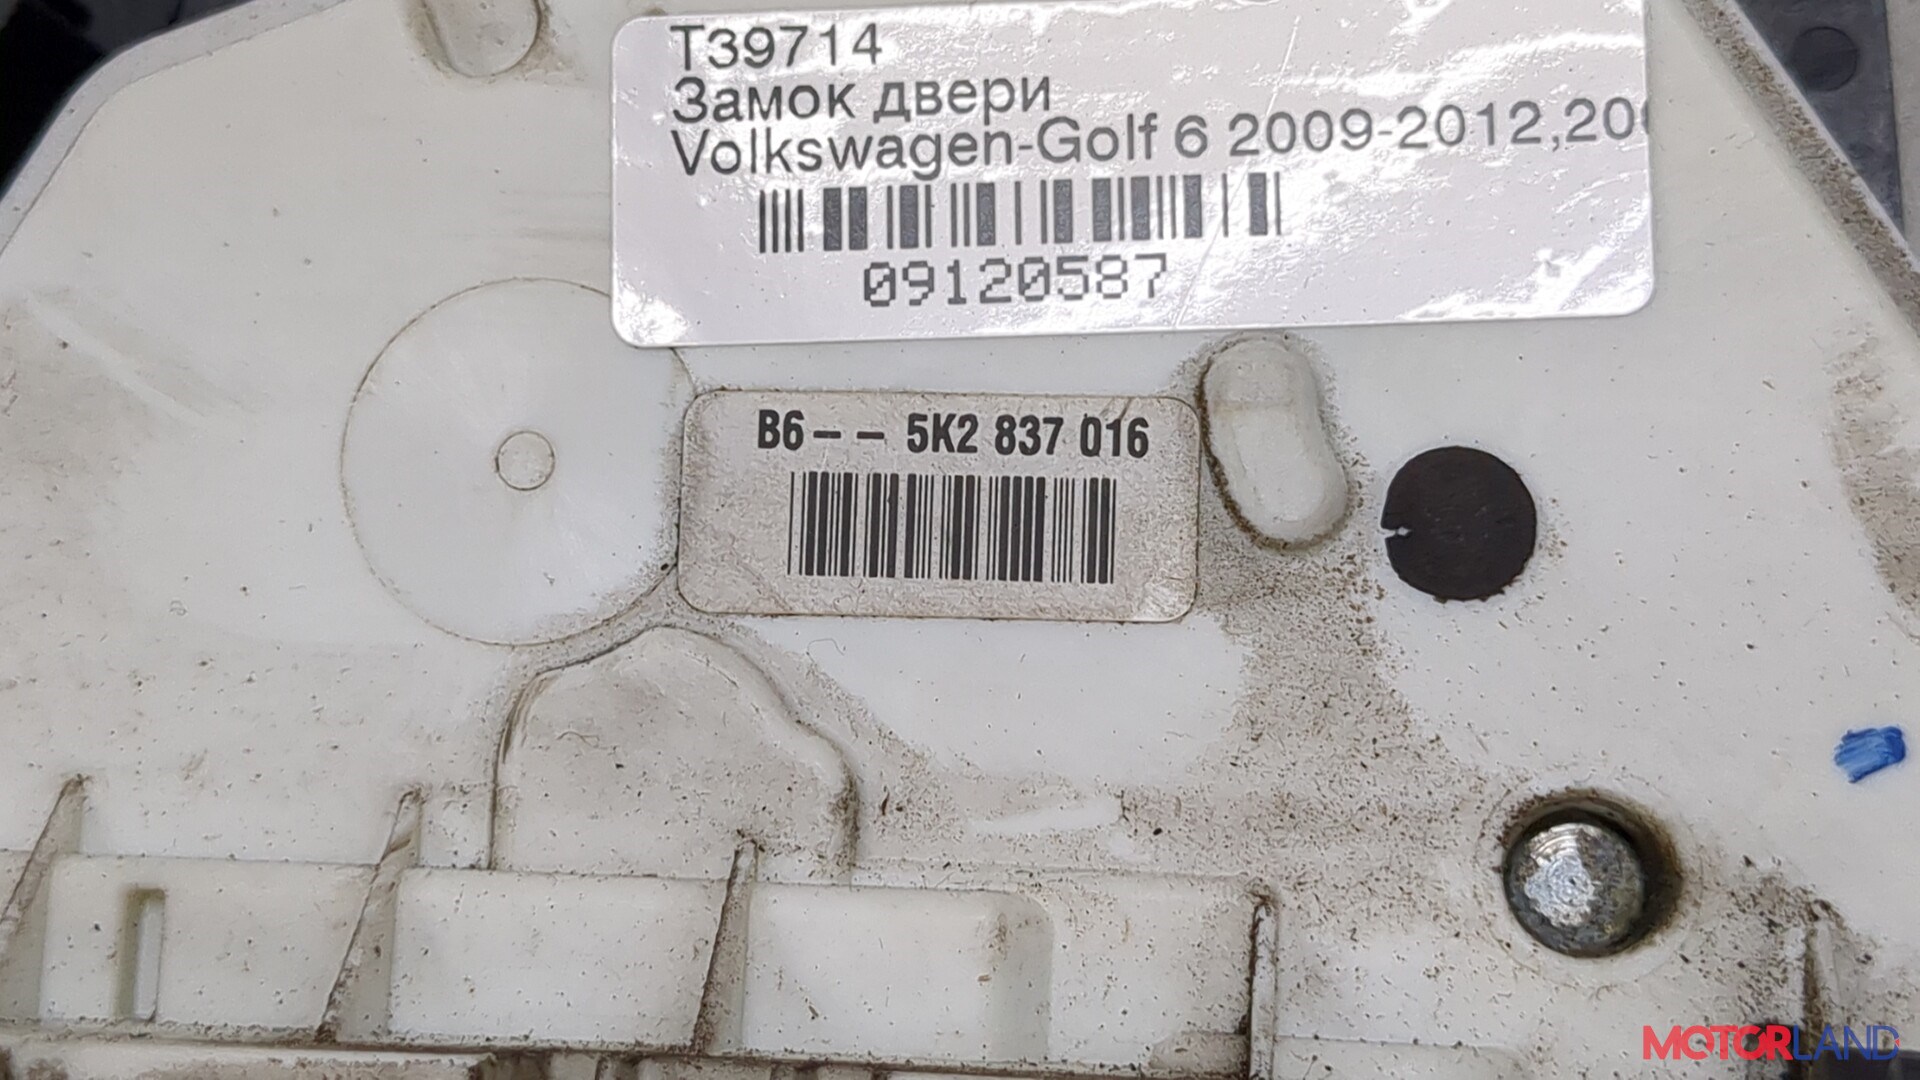 T39714
Замок двери
Volkswagen-Golf 6 2009-2012,20
09120587
B6-- 5K2 837 016
MOTORLAND